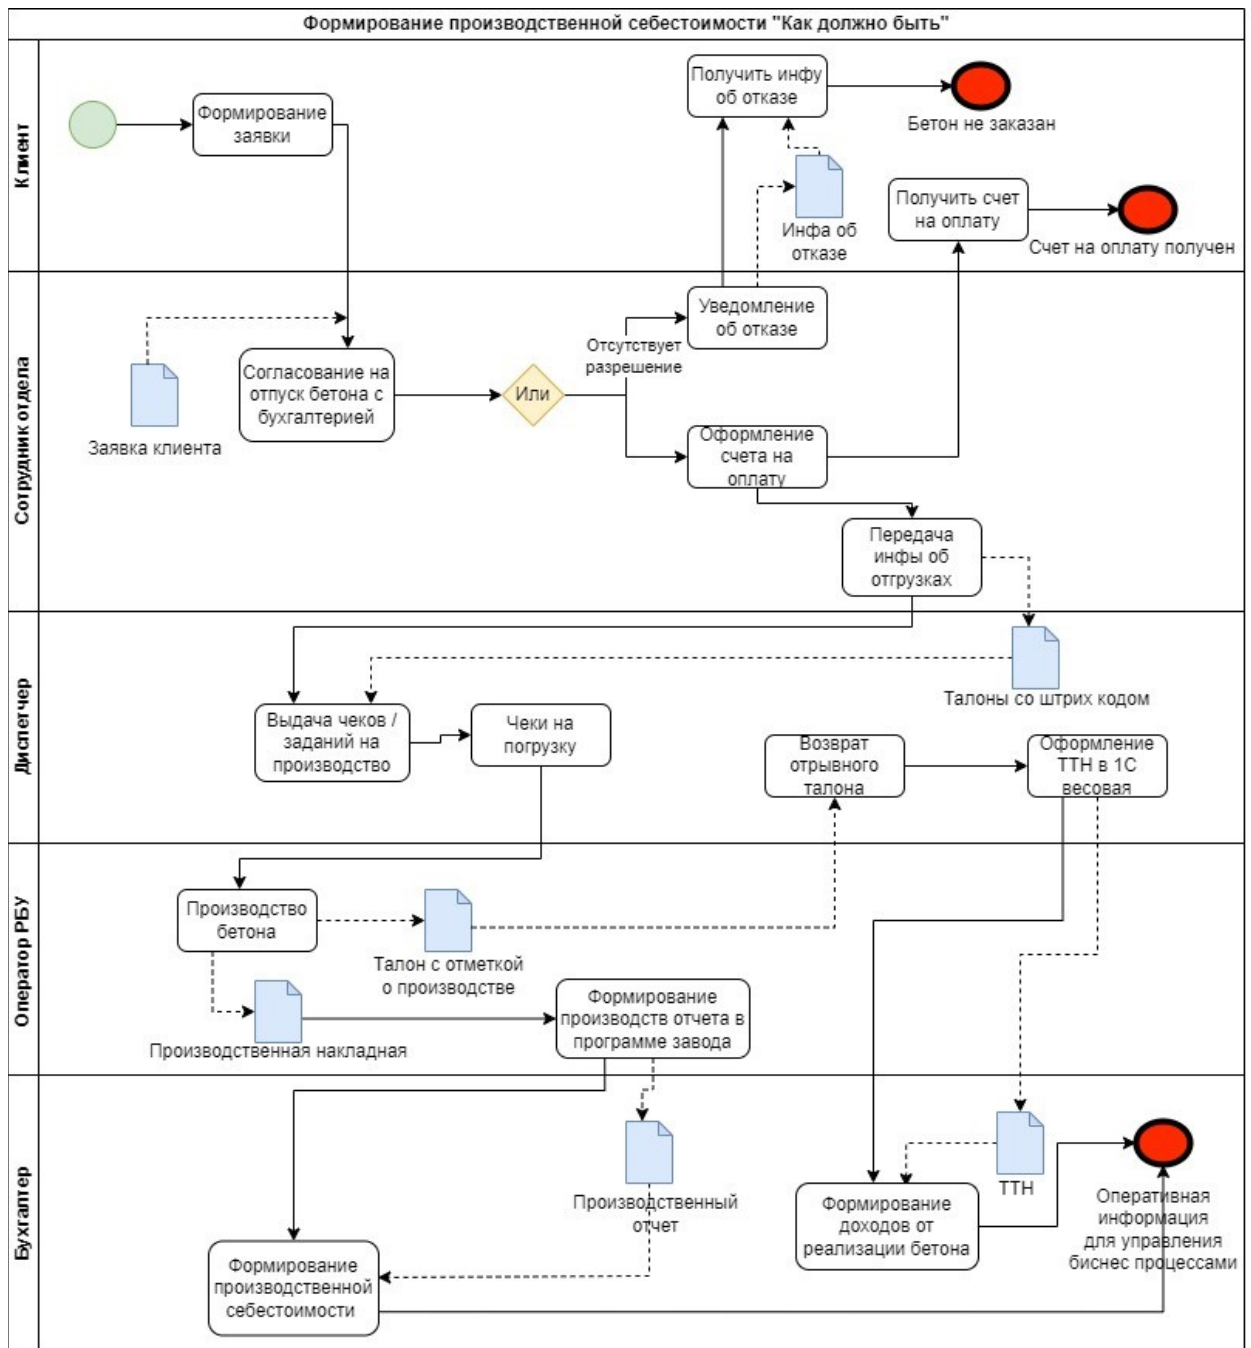 Формирование производственной себестоимости "Как должно быть"
Клиент
Формирование
заявки
Получить инфу
об отказе
Бетон не заказан
Инфа об
отказе
Получить счет
на оплату
Счет на оплату получен
Сотрудник отдела
Заявка клиента
Согласование на
отпуск бетона с
бухгалтерией
Или
Отсутствует
разрешение
Уведомление
об отказе
Оформление
счета на
оплату
Передача
инфы об
отгрузках
Диспетчер
Талоны со штрих кодом
Выдача чеков /
заданий на
производство
Чеки на
погрузку
Возврат
отрывного
талона
Оформление
ТТН в 1С
весовая
Оператор РБУ
Производство
бетона
Талон с отметкой
о производстве
Производственная накладная
Формирование
производств отчета в
программе завода
Бухгалтер
Производственный
отчет
ТТН
Формирование
доходов от
реализации бетона
Оперативная
информация
для управления
бизнес процессами
Формирование
производственной
себестоимости